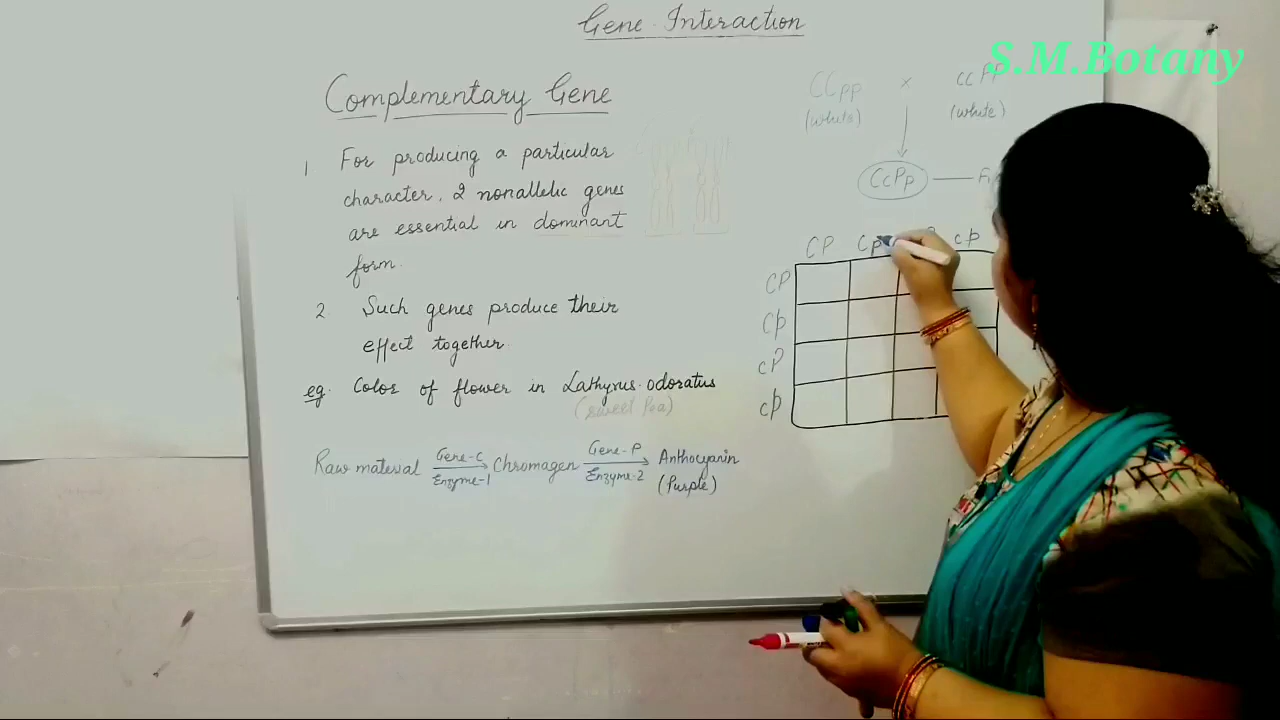 Gene Interaction
S.M.Botany
Complementary Gene
1 For producing a particular
character, 2 nonallelic genes
are essential in dominant
form.
2 Such genes produce their
effect together.
eg. Color of flower in Lathyrus odoratus
(sweet Pea)
Raw material Gene-C Enzyme-1 Chromagen Gene-P Enzyme-2 Anthocyanin
(Purple)
CCpp × ccPP
(white) (white)
CcPp — F1
CP Cp cp
CP
Cp
cP
cp